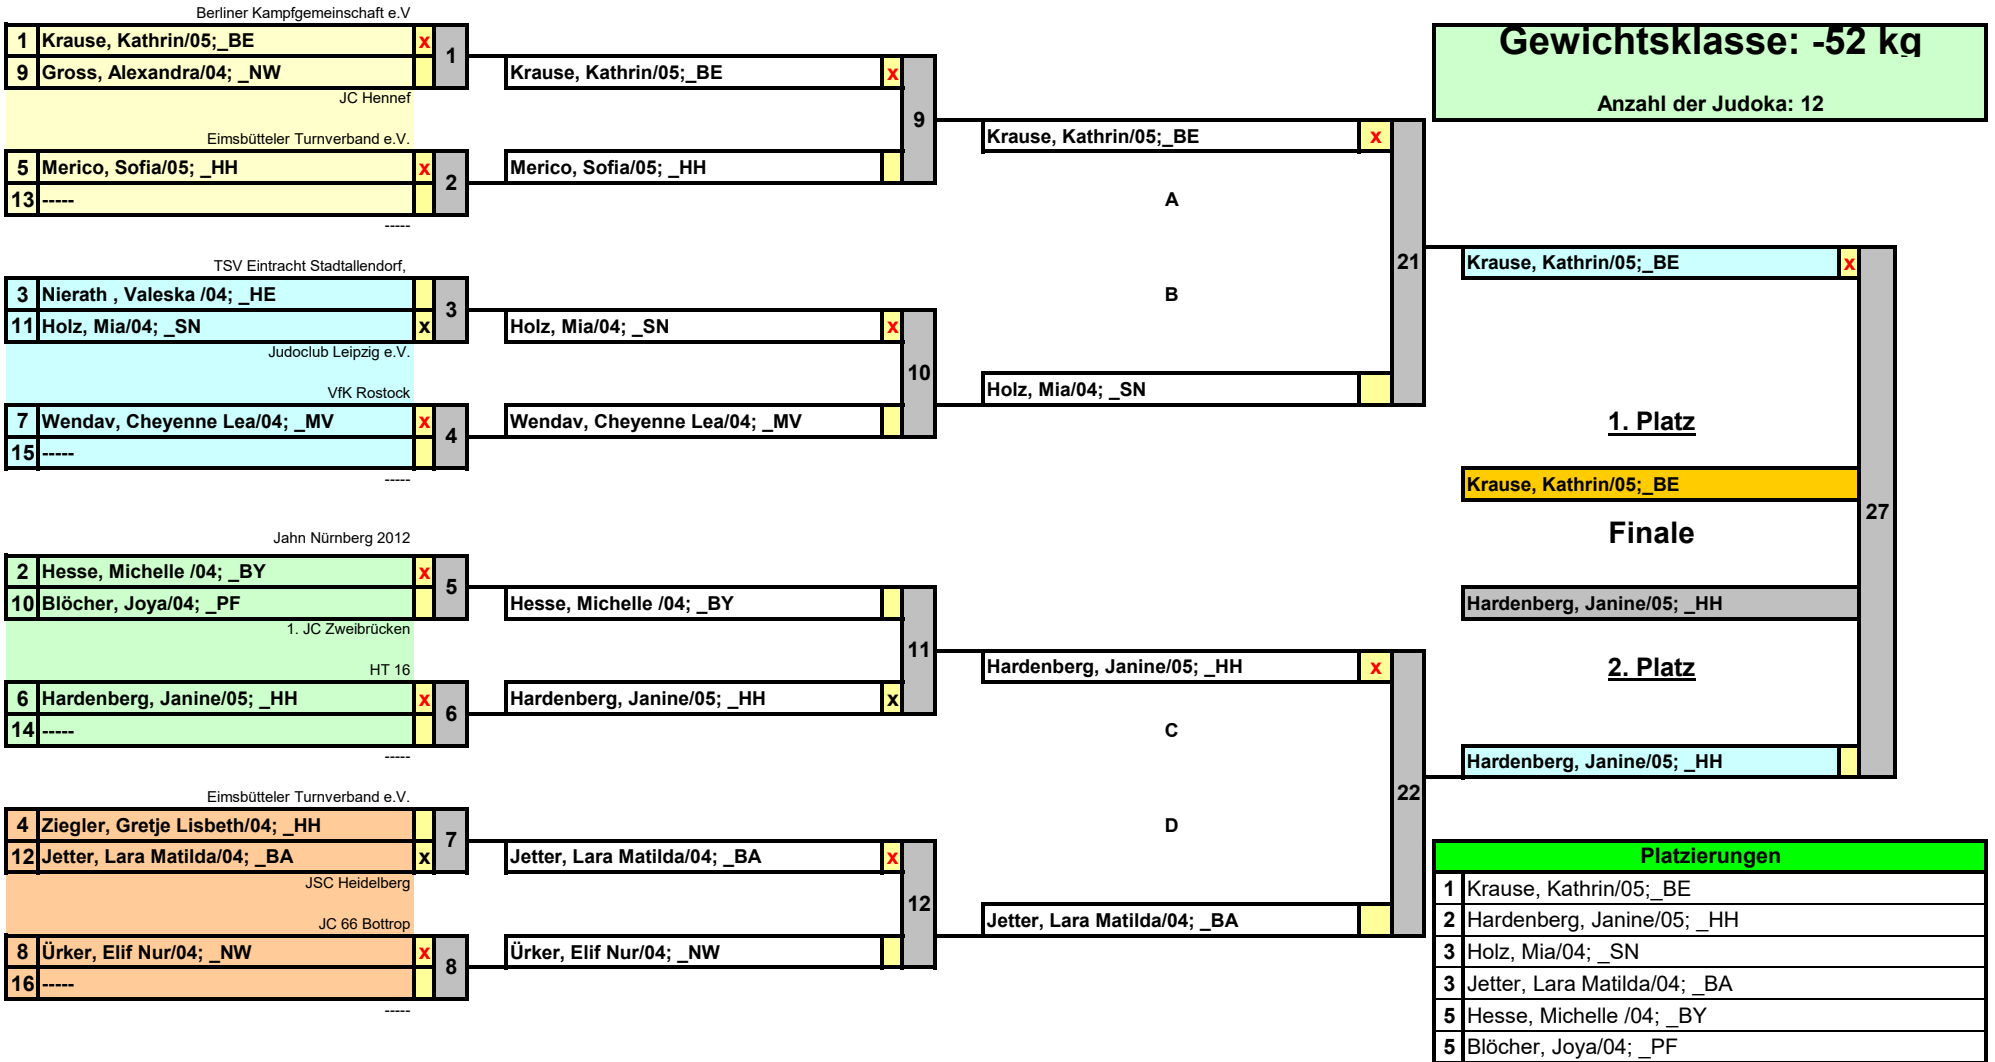 Berliner Kampfgemeinschaft e.V
1 Krause, Kathrin/05;_BE x
1
9 Gross, Alexandra/04; _NW
JC Hennef
Eimsbütteler Turnverband e.V.
5 Merico, Sofia/05; _HH x
2
13 -----
-----
TSV Eintracht Stadtallendorf,
3 Nierath , Valeska /04; _HE
3
11 Holz, Mia/04; _SN x
Judoclub Leipzig e.V.
VfK Rostock
7 Wendav, Cheyenne Lea/04; _MV x
4
15 -----
-----
Jahn Nürnberg 2012
2 Hesse, Michelle /04; _BY x
5
10 Blöcher, Joya/04; _PF
1. JC Zweibrücken
HT 16
6 Hardenberg, Janine/05; _HH x
6
14 -----
-----
Eimsbütteler Turnverband e.V.
4 Ziegler, Gretje Lisbeth/04; _HH
7
12 Jetter, Lara Matilda/04; _BA x
JSC Heidelberg
JC 66 Bottrop
8 Ürker, Elif Nur/04; _NW x
8
16 -----
-----
Krause, Kathrin/05;_BE x
9
Merico, Sofia/05; _HH
Holz, Mia/04; _SN x
10
Wendav, Cheyenne Lea/04; _MV
Hesse, Michelle /04; _BY
11
Hardenberg, Janine/05; _HH x
Jetter, Lara Matilda/04; _BA x
12
Ürker, Elif Nur/04; _NW
Krause, Kathrin/05;_BE x
A
21
B
Holz, Mia/04; _SN
Hardenberg, Janine/05; _HH x
C
22
D
Jetter, Lara Matilda/04; _BA
Gewichtsklasse: -52 kg
Anzahl der Judoka: 12
Krause, Kathrin/05;_BE x
1. Platz
Krause, Kathrin/05;_BE
27
Finale
Hardenberg, Janine/05; _HH
2. Platz
Hardenberg, Janine/05; _HH
Platzierungen
1 Krause, Kathrin/05;_BE
2 Hardenberg, Janine/05; _HH
3 Holz, Mia/04; _SN
3 Jetter, Lara Matilda/04; _BA
5 Hesse, Michelle /04; _BY
5 Blöcher, Joya/04; _PF